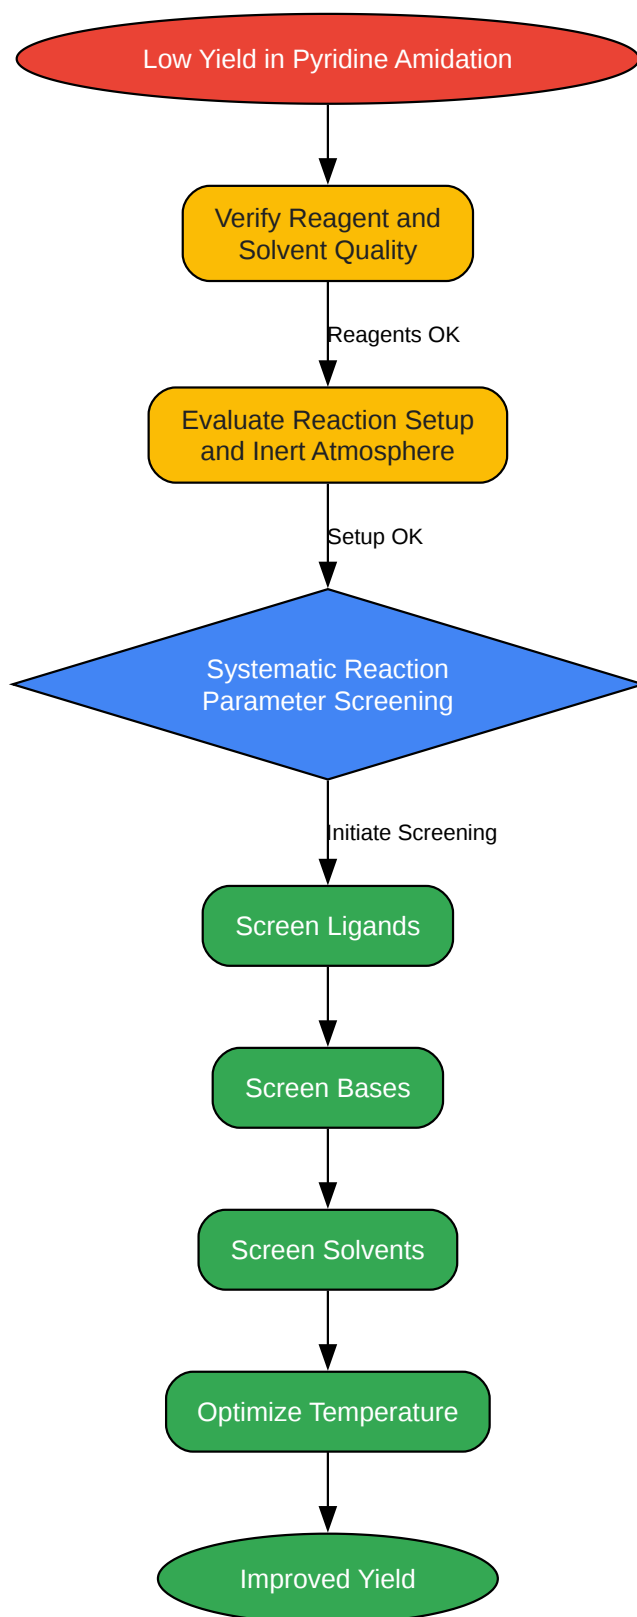 Low Yield in Pyridine Amidation
Verify Reagent and
Solvent Quality
Reagents OK
Evaluate Reaction Setup
and Inert Atmosphere
Setup OK
Systematic Reaction
Parameter Screening
Initiate Screening
Screen Ligands
Screen Bases
Screen Solvents
Optimize Temperature
Improved Yield